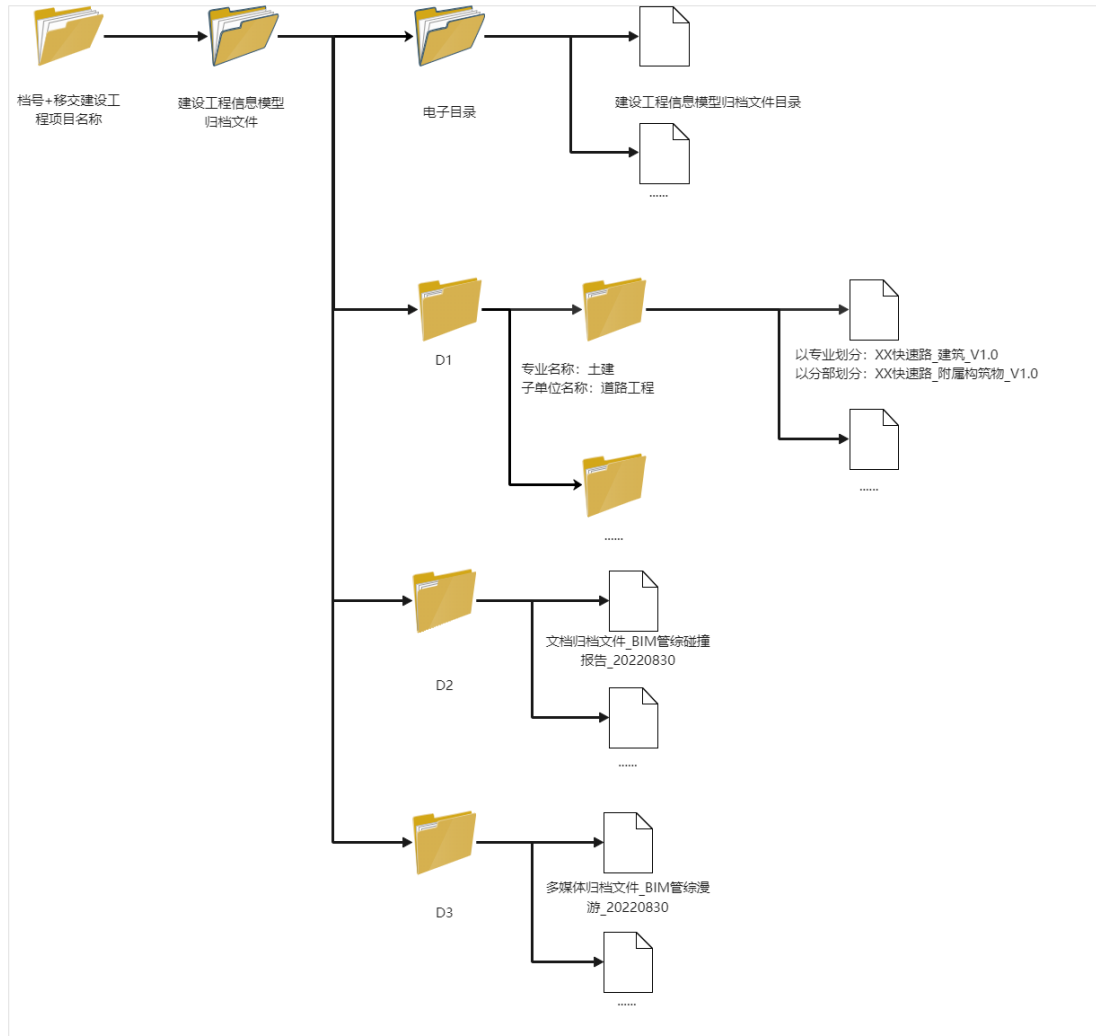 档号+移交建设工
程项目名称
建设工程信息模型
归档文件
电子目录
建设工程信息模型归档文件目录
......
D1
专业名称：土建
子单位名称：道路工程
以专业划分：XX快速路_建筑_V1.0
以分部划分：XX快速路_附属构筑物_V1.0
......
......
D2
文档归档文件_BIM管综碰撞
报告_20220830
......
D3
多媒体归档文件_BIM管综漫
游_20220830
......